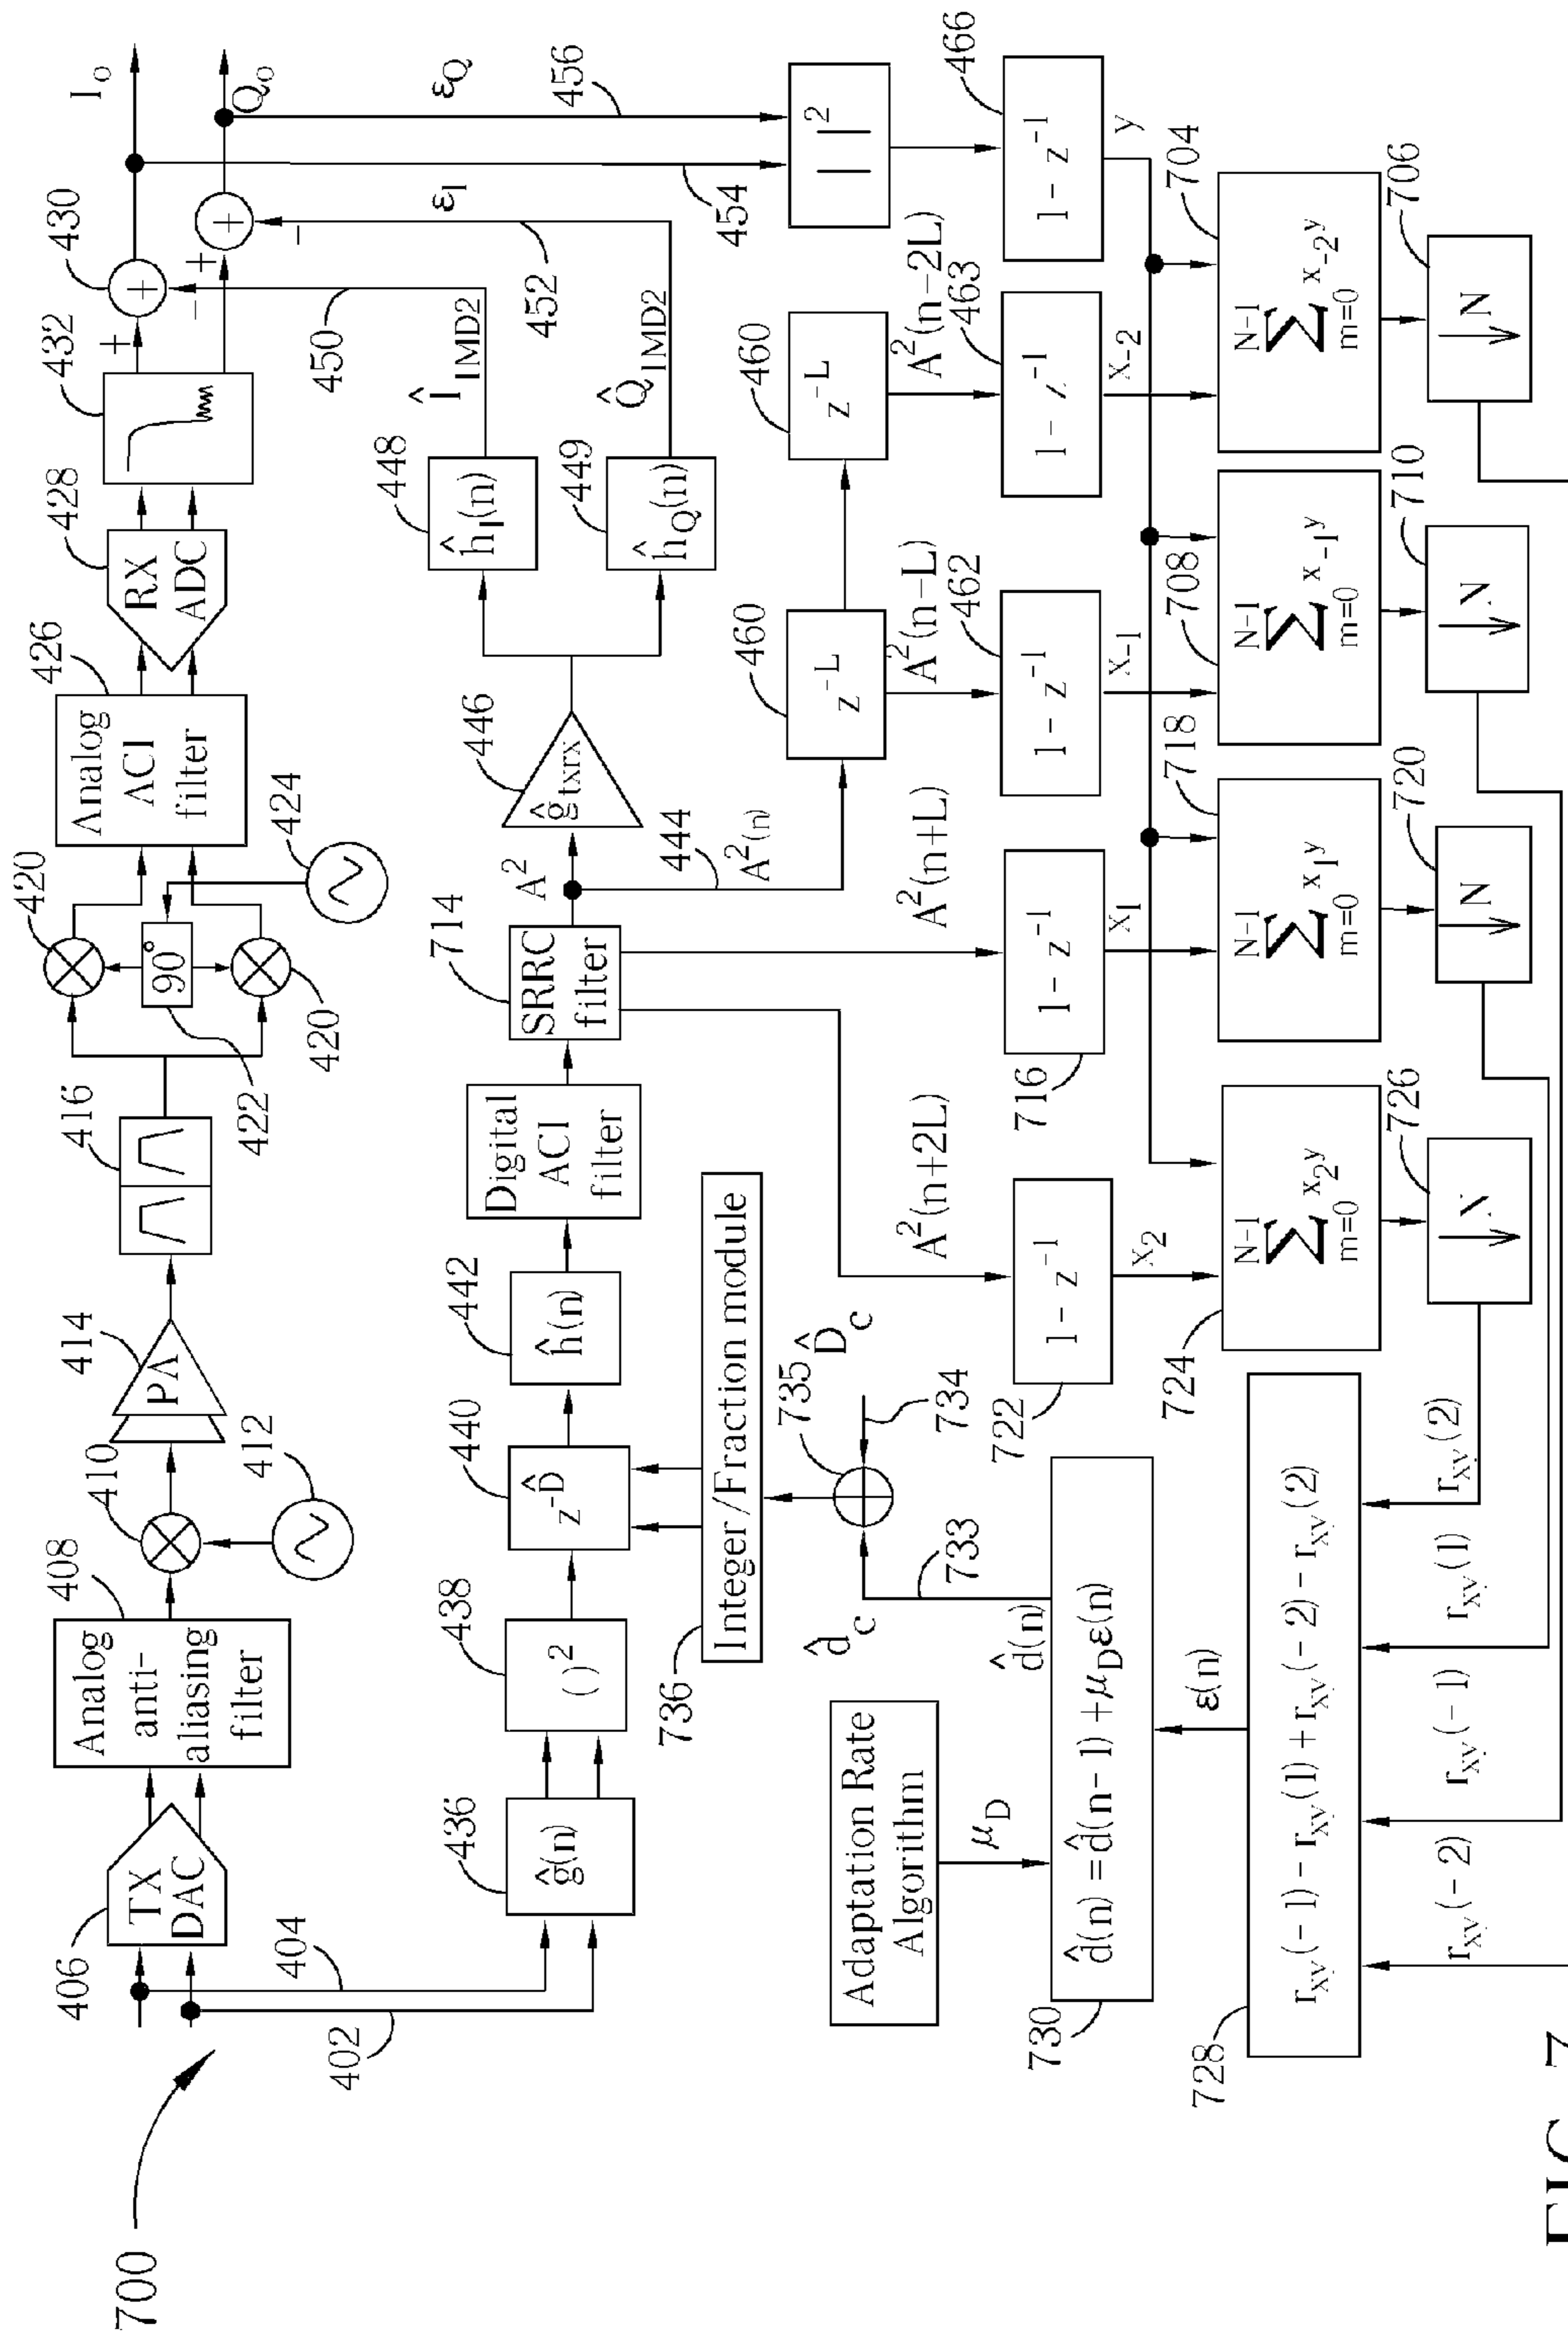 700
406
TX
DAC
408
Analog
anti-
aliasing
filter
410
412
414
PA
416
420
90°
422
420
424
426
Analog
ACI
filter
428
RX
ADC
432
+
+
430
+
−
−
+
I_o
Q_o
404
402
436
ĝ(n)
438
( )²
440
z^-D̂
442
ĥ(n)
Digital
ACI
filter
714
SRRC
filter
A²
446
ĝ_txrx
448
ĥ_I(n)
449
ĥ_Q(n)
Î_IMD2
Q̂_IMD2
450
452
ε_I
ε_Q
454
456
| |²
466
1 - z⁻¹
y
444
A²(n)
460
z^-L
460
z^-L
A²(n-L)
A²(n-2L)
462
1 - z⁻¹
463
1 - z⁻¹
A²(n+L)
A²(n+2L)
716
1 - z⁻¹
722
1 - z⁻¹
x_2
x_1
x_-1
x_-2
736
Integer/Fraction module
735
D̂_c
734
733
d̂_c
d̂(n)
Adaptation Rate
Algorithm
μ_D
730
d̂(n) = d̂(n-1) + μ_D ε(n)
ε(n)
728
r_xy(-1) - r_xy(1) + r_xy(-2) - r_xy(2)
724
N-1
∑ x_2y
m=0
718
N-1
∑ x_1y
m=0
708
N-1
∑ x_-1y
m=0
704
N-1
∑ x_-2y
m=0
726
↓N
720
↓N
710
↓N
706
↓N
r_xy(-2)
r_xy(-1)
r_xy(1)
r_xy(2)
FIG. 7